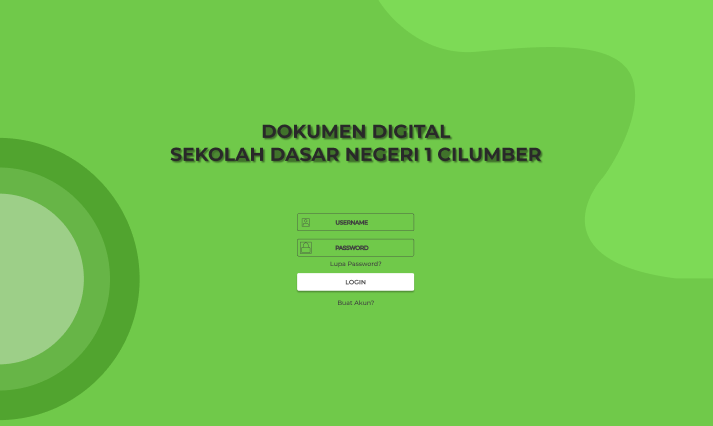 DOKUMEN DIGITAL
SEKOLAH DASAR NEGERI 1 CILUMBER
USERNAME
PASSWORD
Lupa Password?
LOGIN
Buat Akun?